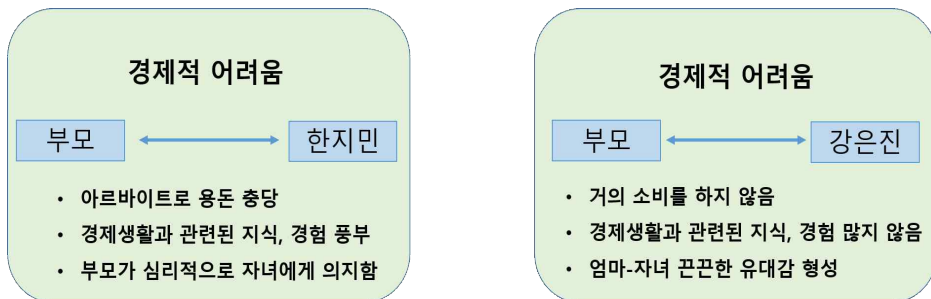 경제적 어려움
부모
한지민
• 아르바이트로 용돈 충당
• 경제생활과 관련된 지식, 경험 풍부
• 부모가 심리적으로 자녀에게 의지함
경제적 어려움
부모
강은진
• 거의 소비를 하지 않음
• 경제생활과 관련된 지식, 경험 많지 않음
• 엄마-자녀 끈끈한 유대감 형성